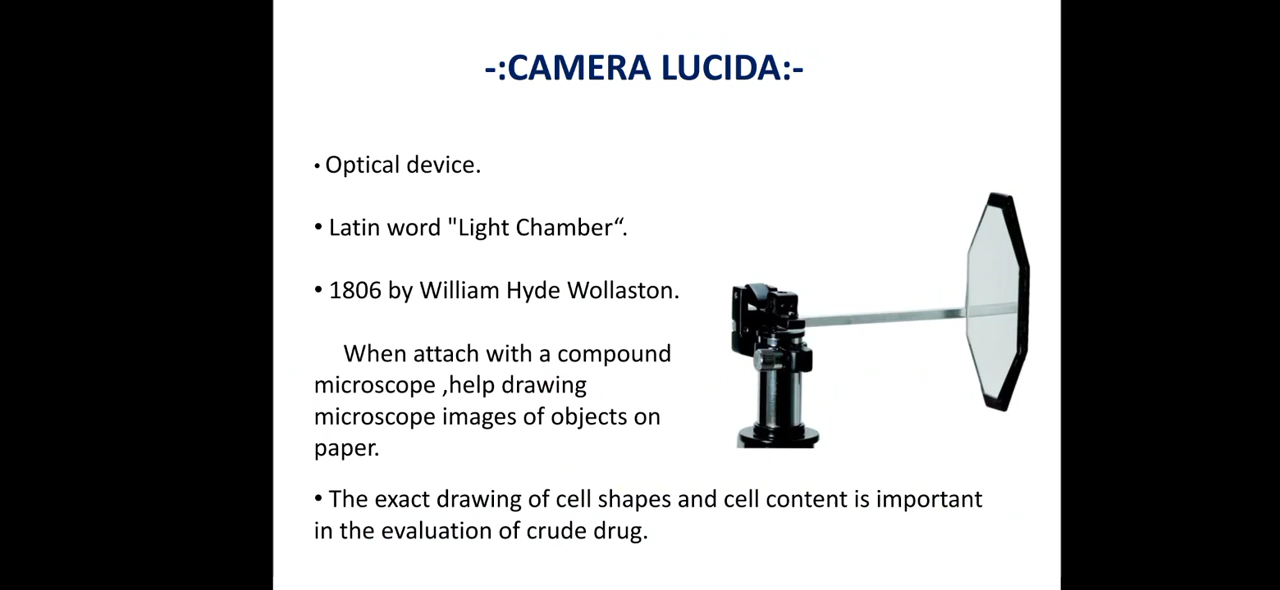 -:CAMERA LUCIDA:-
• Optical device.
• Latin word "Light Chamber“.
• 1806 by William Hyde Wollaston.
When attach with a compound
microscope ,help drawing
microscope images of objects on
paper.
• The exact drawing of cell shapes and cell content is important
in the evaluation of crude drug.